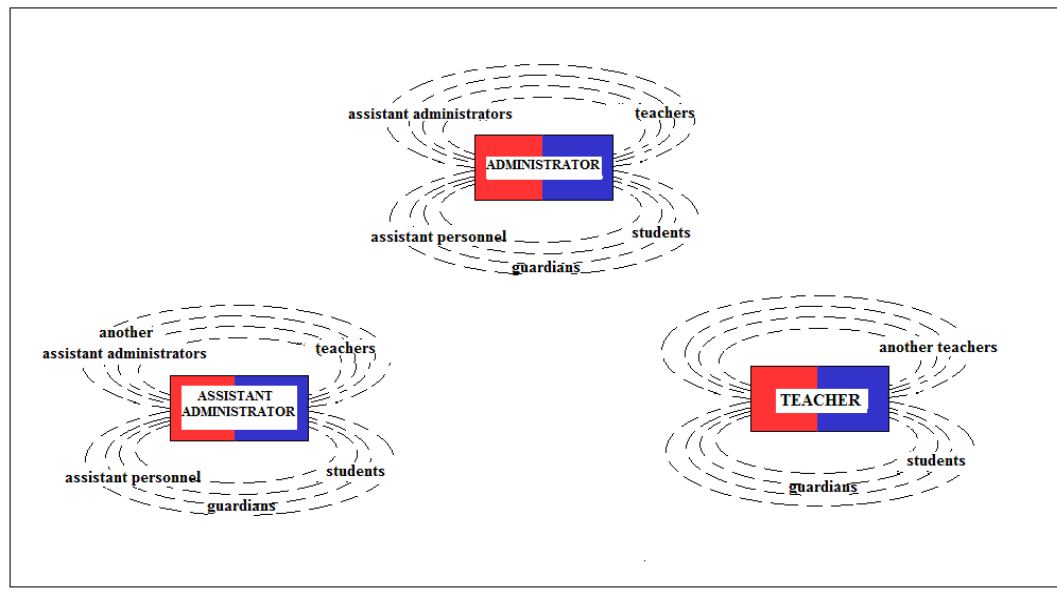 assistant administrators
teachers
ADMINISTRATOR
assistant personnel
students
guardians
another
assistant administrators
teachers
ASSISTANT
ADMINISTRATOR
assistant personnel
students
guardians
another teachers
TEACHER
students
guardians